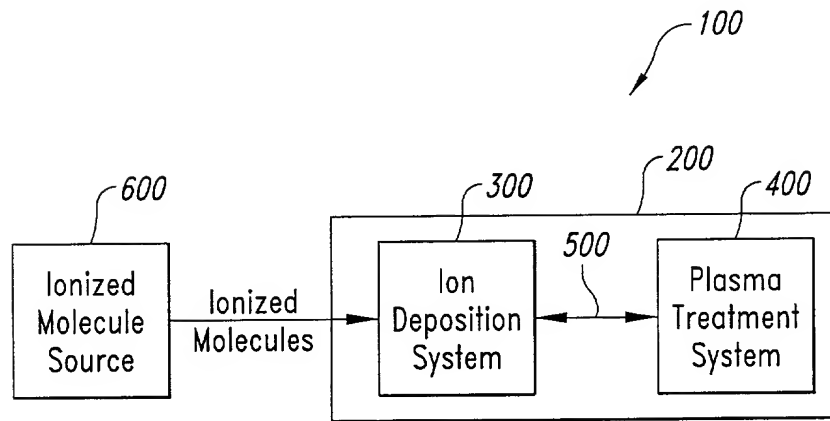 100
600
300
200
400
Ionized
Molecule
Source
Ionized
Molecules
Ion
Deposition
System
500
Plasma
Treatment
System